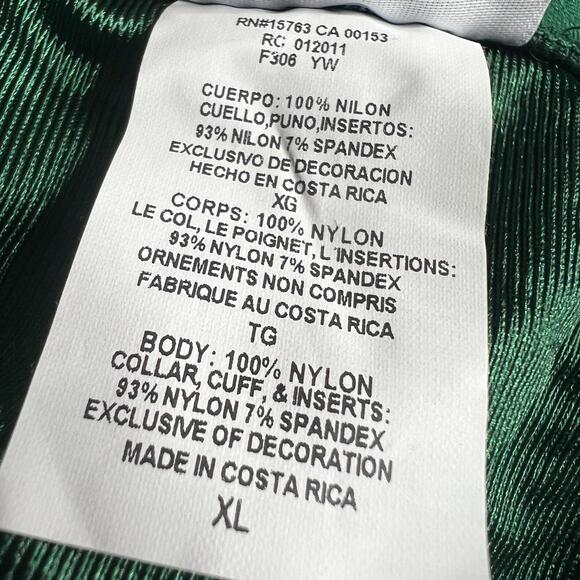 RN#15763 CA 00153
RC 012011
F306 YW
CUERPO: 100% NILON
CUELLO,PUNO,INSERTOS:
93% NILON 7% SPANDEX
EXCLUSIVO DE DECORACION
HECHO EN COSTA RICA
XG
CORPS: 100% NYLON
LE COL, LE POIGNET, L'INSERTIONS:
93% NYLON 7% SPANDEX
ORNEMENTS NON COMPRIS
FABRIQUE AU COSTA RICA
TG
BODY: 100% NYLON
COLLAR, CUFF, & INSERTS:
93% NYLON 7% SPANDEX
EXCLUSIVE OF DECORATION
MADE IN COSTA RICA
XL